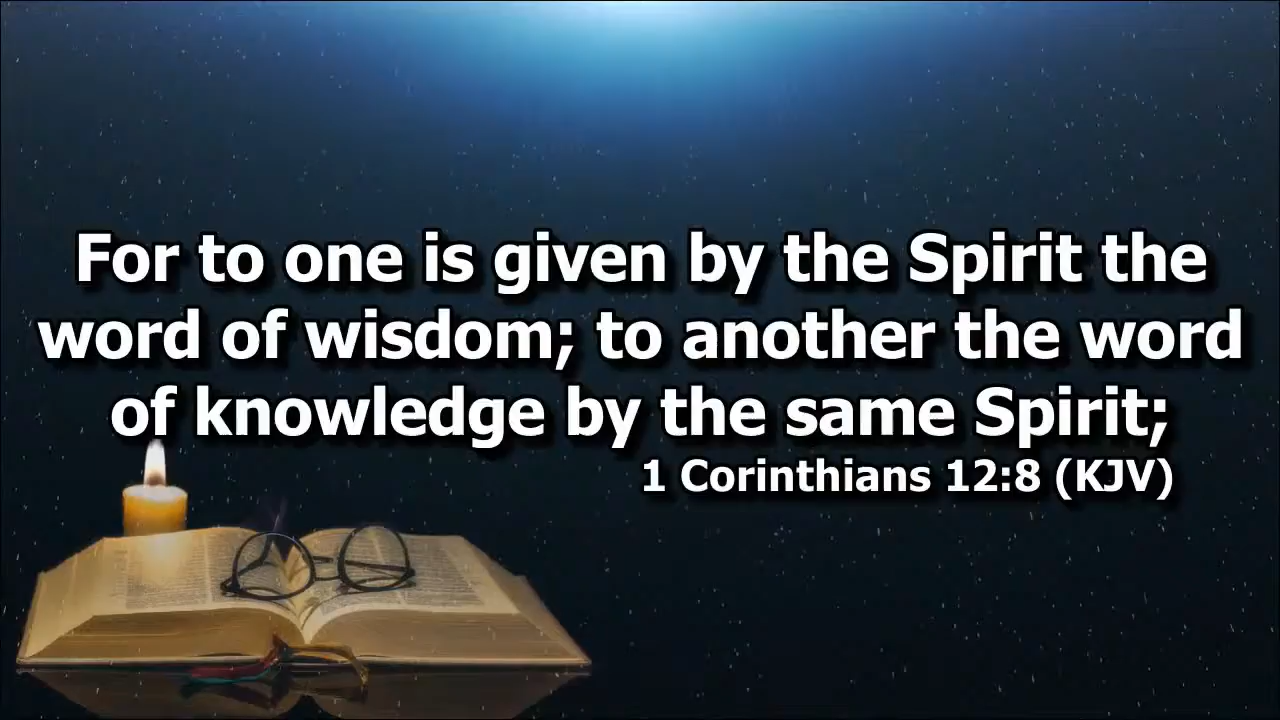 For to one is given by the Spirit the
word of wisdom; to another the word
of knowledge by the same Spirit;
1 Corinthians 12:8 (KJV)